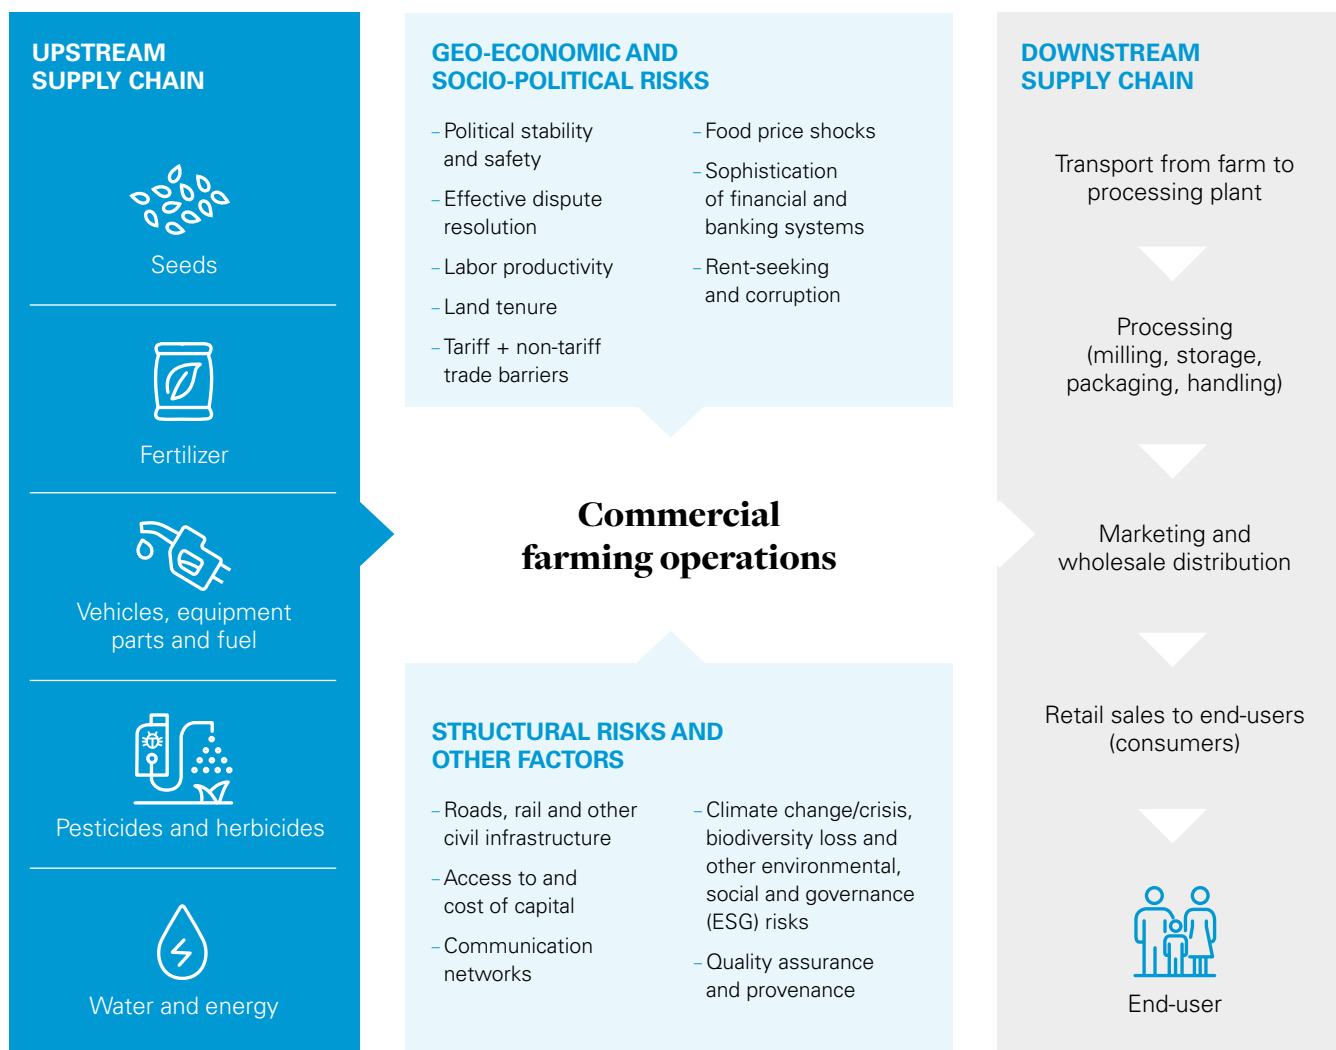 UPSTREAM
SUPPLY CHAIN
Seeds
Fertilizer
Vehicles, equipment
parts and fuel
Pesticides and herbicides
Water and energy
GEO-ECONOMIC AND
SOCIO-POLITICAL RISKS
– Political stability
and safety
– Effective dispute
resolution
– Labor productivity
– Land tenure
– Tariff + non-tariff
trade barriers
– Food price shocks
– Sophistication
of financial and
banking systems
– Rent-seeking
and corruption
Commercial
farming operations
STRUCTURAL RISKS AND
OTHER FACTORS
– Roads, rail and other
civil infrastructure
– Access to and
cost of capital
– Communication
networks
– Climate change/crisis,
biodiversity loss and
other environmental,
social and governance
(ESG) risks
– Quality assurance
and provenance
DOWNSTREAM
SUPPLY CHAIN
Transport from farm to
processing plant
Processing
(milling, storage,
packaging, handling)
Marketing and
wholesale distribution
Retail sales to end-users
(consumers)
End-user